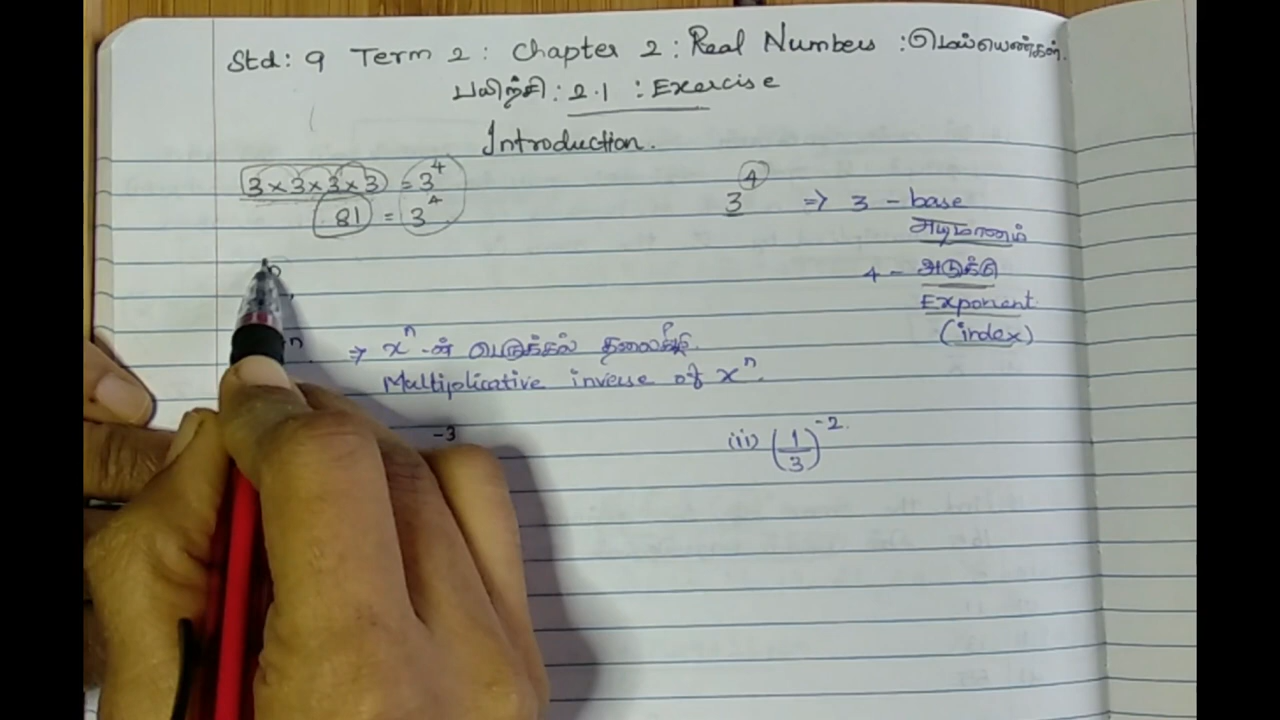 Std: 9 Term 2 : Chapter 2 : Real Numbers : மெய்யெண்கள்.
பயிற்சி : 2.1 : Exercise
Introduction.
3×3×3×3 = 3⁴
81 = 3⁴
3⁴ ⇒ 3 - base
அடிமானம்
4 - அடுக்கு
Exponent
(index)
n ⇒ xⁿ -ன் பெருக்கல் தலைகீழி.
Multiplicative inverse of xⁿ.
-3
(ii) (1/3)⁻².